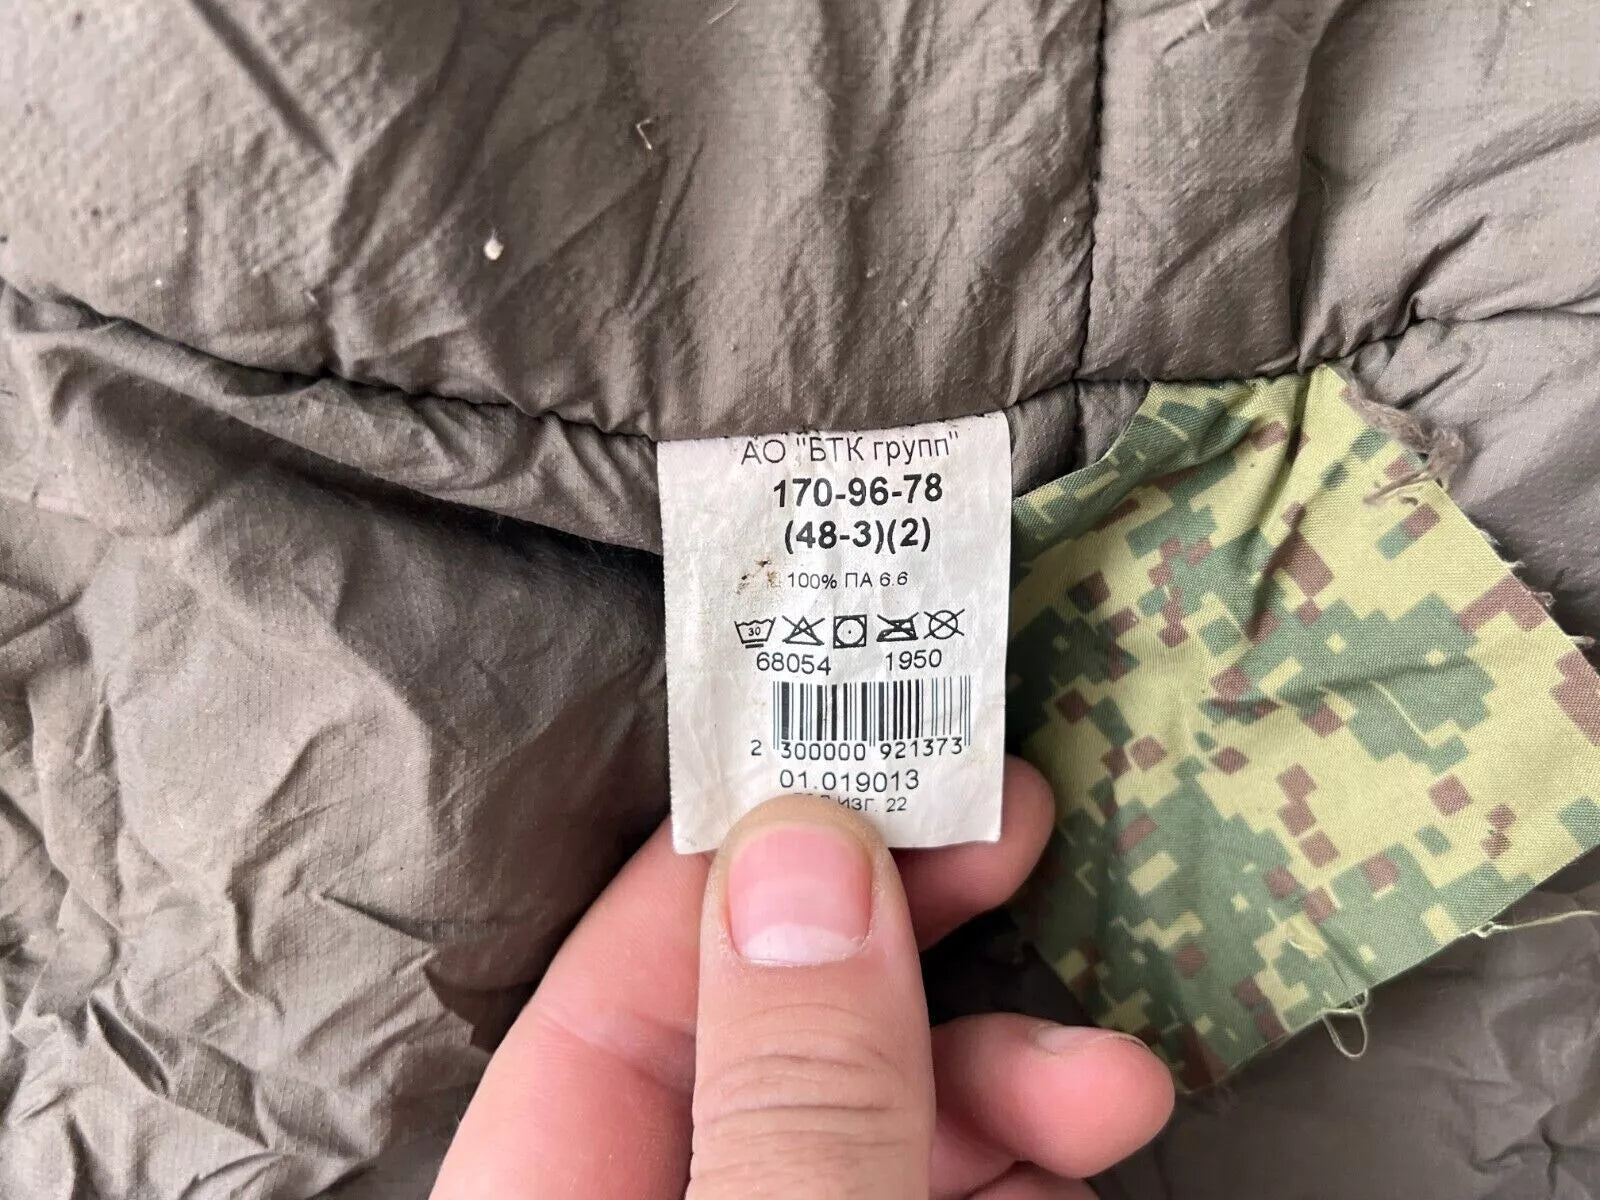 АО "БТК групп"
170-96-78
(48-3)(2)
100% ПА 6.6
30
68054 1950
2 300000 921373
01.019013
ИЗГ. 22